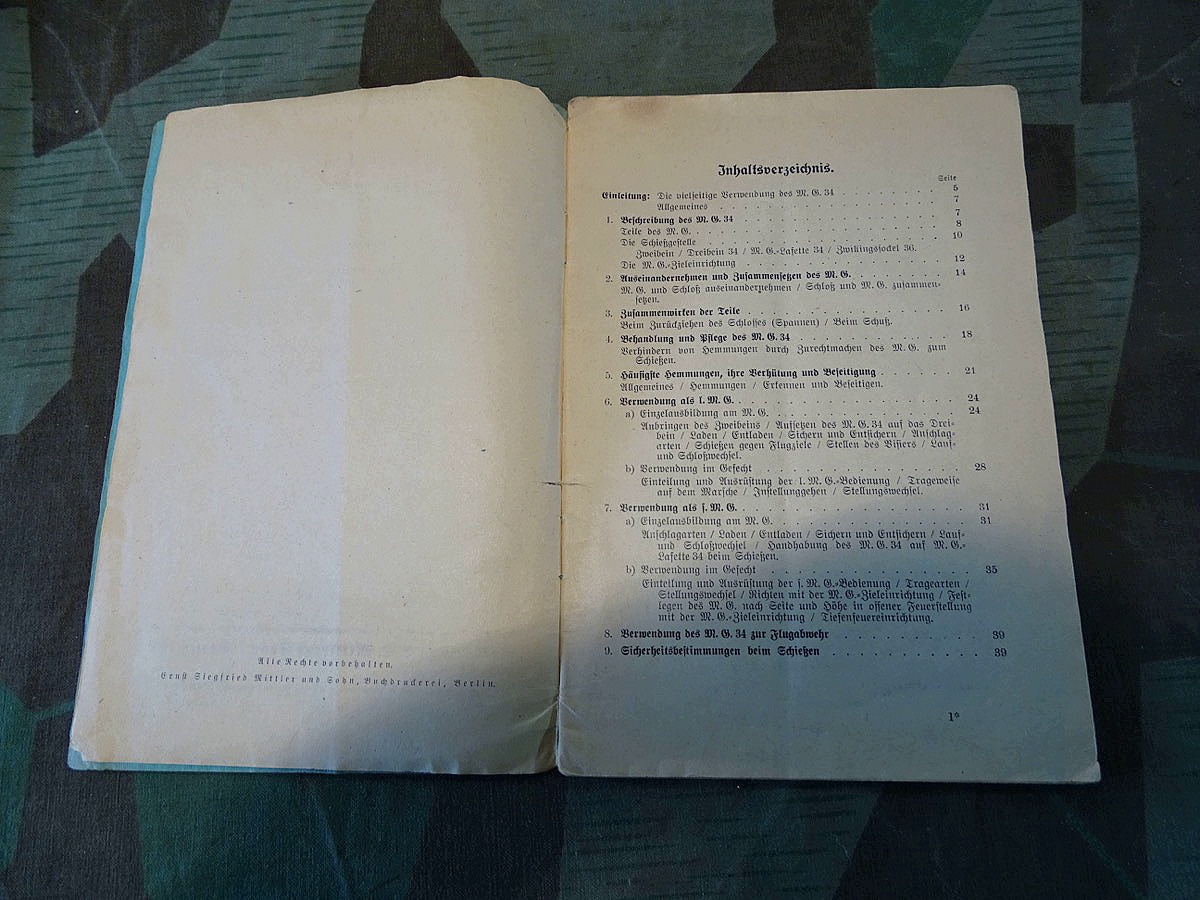 Alle Rechte vorbehalten.
Ernst Siegfried Mittler und Sohn, Buchdruckerei, Berlin.
Inhaltsverzeichnis.
Seite
Einleitung: Die vielseitige Verwendung des M. G. 34 . . . . . . . . 5
Allgemeines . . . . . . . . . . . . . . . . 7
1. Beschreibung des M. G. 34 . . . . . . . . . . . . . . 7
Teile des M. G. . . . . . . . . . . . . . . . . . 8
Die Schießgestelle . . . . . . . . . . . . . . . . 10
Zweibein / Dreibein 34 / M. G.-Lafette 34 / Zwillingssockel 36.
Die M. G.-Zieleinrichtung . . . . . . . . . . . . . . 12
2. Auseinandernehmen und Zusammensetzen des M. G. . . . . . . . 14
M. G. und Schloß auseinandernehmen / Schloß und M. G. zusammen-
setzen.
3. Zusammenwirken der Teile . . . . . . . . . . . . . . 16
Beim Zurückziehen des Schlosses (Spannen) / Beim Schuß.
4. Behandlung und Pflege des M. G. 34 . . . . . . . . . . . 18
Verhindern von Hemmungen durch Zurechtmachen des M. G. zum
Schießen.
5. Häufigste Hemmungen, ihre Verhütung und Beseitigung . . . . . . 21
Allgemeines / Hemmungen / Erkennen und Beseitigen.
6. Verwendung als l. M. G. . . . . . . . . . . . . . . . 24
a) Einzelausbildung am M. G. . . . . . . . . . . . . . 24
Anbringen des Zweibeins / Aufsetzen des M. G. 34 auf das Drei-
bein / Laden / Entladen / Sichern und Entsichern / Anschlag-
arten / Schießen gegen Flugziele / Stellen des Visiers / Lauf-
und Schloßwechsel.
b) Verwendung im Gefecht . . . . . . . . . . . . . . 28
Einteilung und Ausrüstung der l. M. G.-Bedienung / Trageweise
auf dem Marsche / Instellunggehen / Stellungswechsel.
7. Verwendung als s. M. G. . . . . . . . . . . . . . . . 31
a) Einzelausbildung am M. G. . . . . . . . . . . . . . 31
Anschlagarten / Laden / Entladen / Sichern und Entsichern / Lauf-
und Schloßwechsel / Handhabung des M. G. 34 auf M. G.-
Lafette 34 beim Schießen.
b) Verwendung im Gefecht . . . . . . . . . . . . . . 35
Einteilung und Ausrüstung der s. M. G.-Bedienung / Tragearten /
Stellungswechsel / Richten mit der M. G.-Zieleinrichtung / Fest-
legen des M. G. nach Seite und Höhe in offener Feuerstellung
mit der M. G.-Zieleinrichtung / Tiefenfeuereinrichtung.
8. Verwendung des M. G. 34 zur Flugabwehr . . . . . . . . . 39
9. Sicherheitsbestimmungen beim Schießen . . . . . . . . . . 39
1*